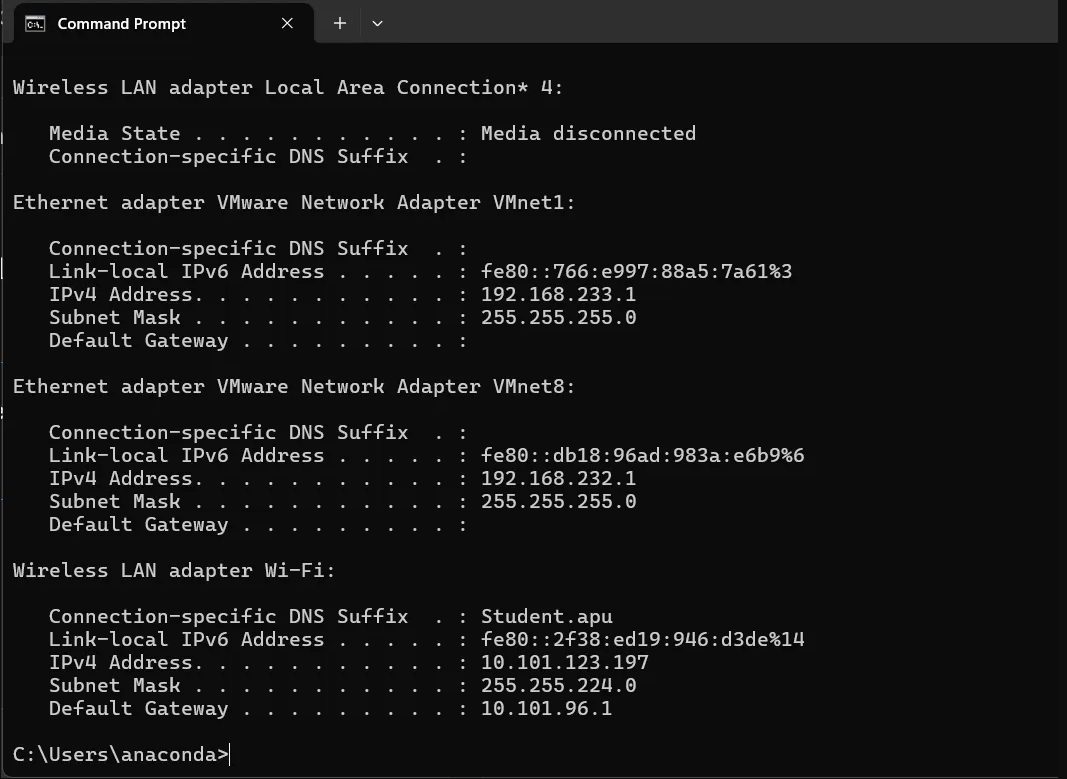 Command Prompt
Wireless LAN adapter Local Area Connection* 4:
Media State . . . . . . . . . . . : Media disconnected
Connection-specific DNS Suffix  . :
Ethernet adapter VMware Network Adapter VMnet1:
Connection-specific DNS Suffix  . :
Link-local IPv6 Address . . . . . : fe80::766:e997:88a5:7a61%3
IPv4 Address. . . . . . . . . . . : 192.168.233.1
Subnet Mask . . . . . . . . . . . : 255.255.255.0
Default Gateway . . . . . . . . . :
Ethernet adapter VMware Network Adapter VMnet8:
Connection-specific DNS Suffix  . :
Link-local IPv6 Address . . . . . : fe80::db18:96ad:983a:e6b9%6
IPv4 Address. . . . . . . . . . . : 192.168.232.1
Subnet Mask . . . . . . . . . . . : 255.255.255.0
Default Gateway . . . . . . . . . :
Wireless LAN adapter Wi-Fi:
Connection-specific DNS Suffix  . : Student.apu
Link-local IPv6 Address . . . . . : fe80::2f38:ed19:946:d3de%14
IPv4 Address. . . . . . . . . . . : 10.101.123.197
Subnet Mask . . . . . . . . . . . : 255.255.224.0
Default Gateway . . . . . . . . . : 10.101.96.1
C:\Users\anaconda>